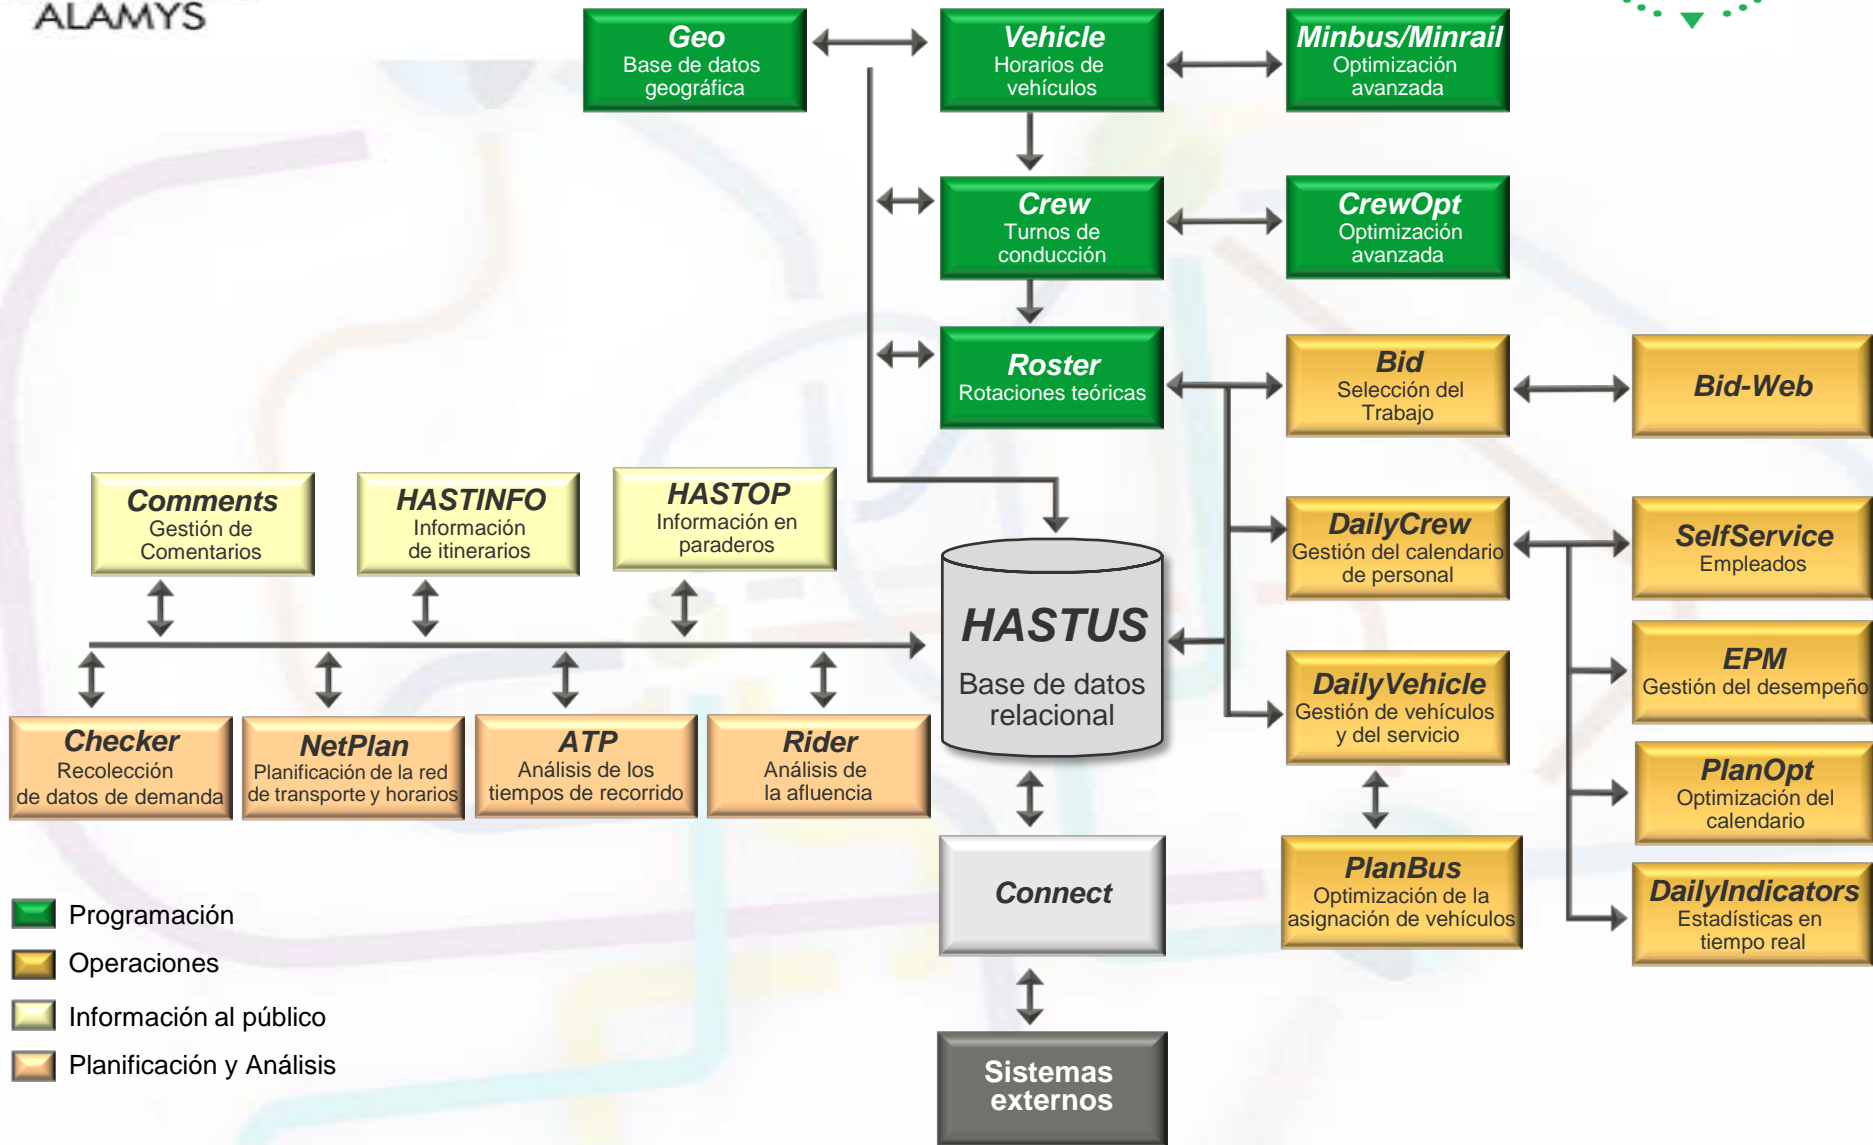 ALAMYS
Geo
Base de datos
geográfica
Vehicle
Horarios de
vehículos
Minbus/Minrail
Optimización
avanzada
Crew
Turnos de
conducción
CrewOpt
Optimización
avanzada
Roster
Rotaciones teóricas
Bid
Selección del
Trabajo
Bid-Web
Comments
Gestión de
Comentarios
HASTINFO
Información
de itinerarios
HASTOP
Información en
paraderos
DailyCrew
Gestión del calendario
de personal
SelfService
Empleados
HASTUS
Base de datos
relacional
EPM
Gestión del desempeño
DailyVehicle
Gestión de vehículos
y del servicio
Checker
Recolección
de datos de demanda
NetPlan
Planificación de la red
de transporte y horarios
ATP
Análisis de los
tiempos de recorrido
Rider
Análisis de
la afluencia
PlanOpt
Optimización del
calendario
Connect
PlanBus
Optimización de la
asignación de vehículos
DailyIndicators
Estadísticas en
tiempo real
Programación
Operaciones
Información al público
Planificación y Análisis
Sistemas
externos